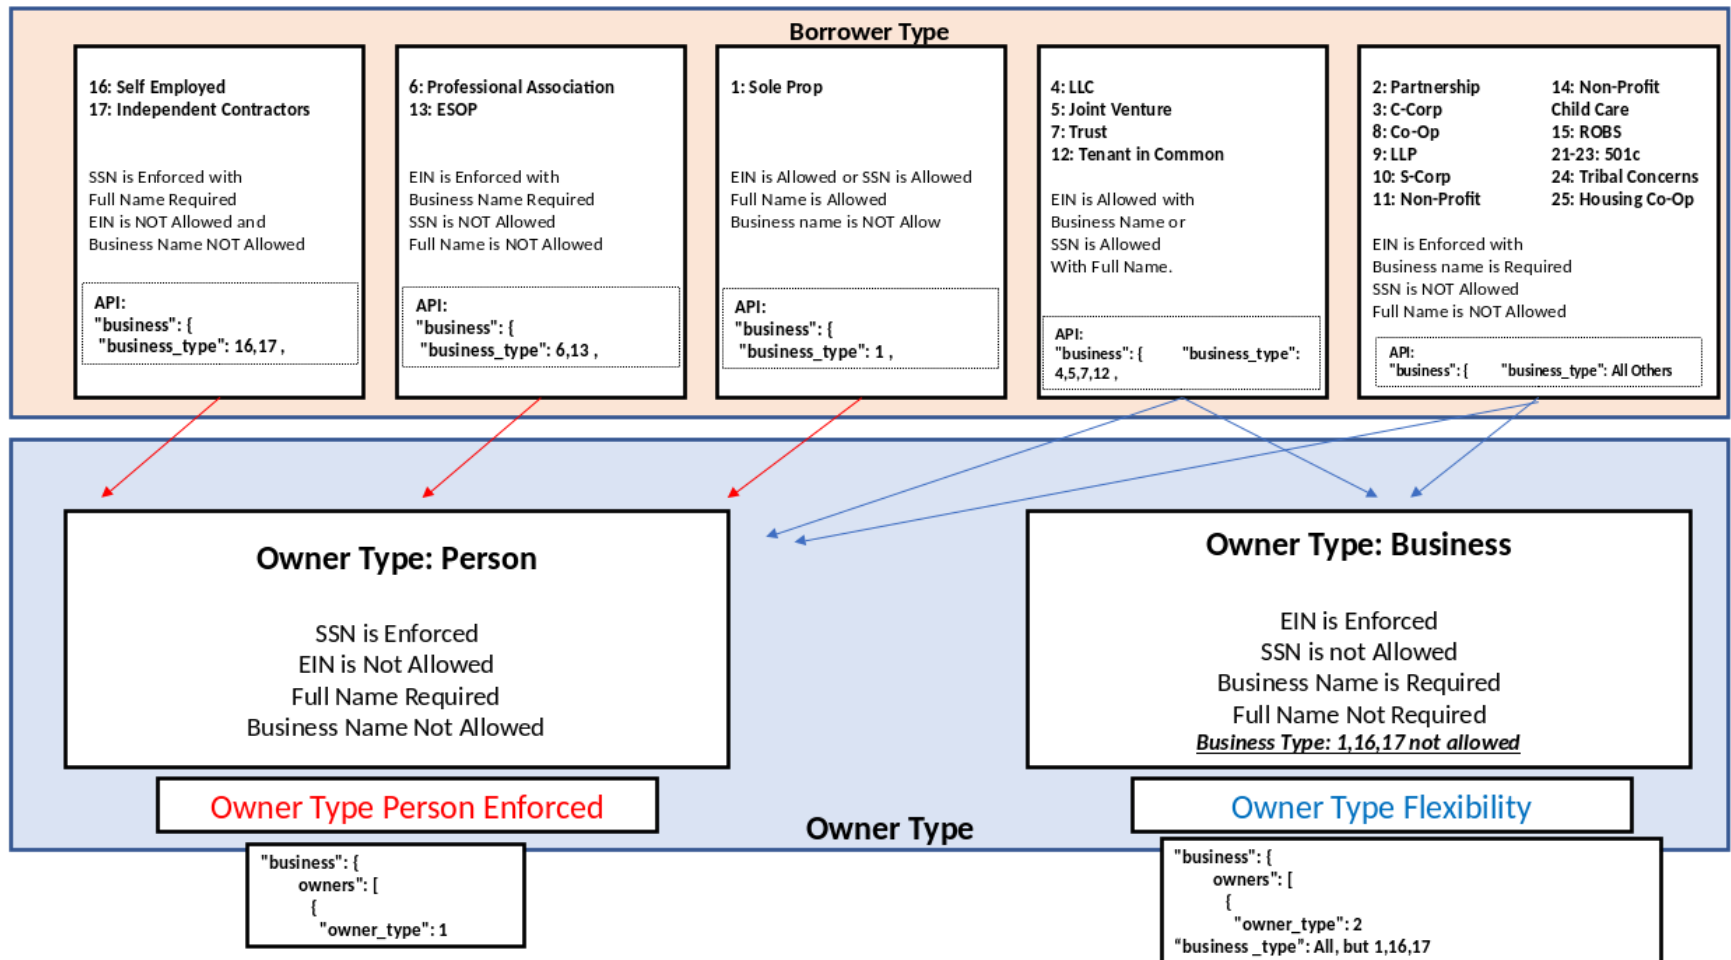 Borrower Type
16: Self Employed
17: Independent Contractors
SSN is Enforced with
Full Name Required
EIN is NOT Allowed and
Business Name NOT Allowed
API:
"business": {
"business_type": 16,17 ,
6: Professional Association
13: ESOP
EIN is Enforced with
Business Name Required
SSN is NOT Allowed
Full Name is NOT Allowed
API:
"business": {
"business_type": 6,13 ,
1: Sole Prop
EIN is Allowed or SSN is Allowed
Full Name is Allowed
Business name is NOT Allow
API:
"business": {
"business_type": 1 ,
4: LLC
5: Joint Venture
7: Trust
12: Tenant in Common
EIN is Allowed with
Business Name or
SSN is Allowed
With Full Name.
API:
"business": { "business_type":
4,5,7,12 ,
2: Partnership
3: C-Corp
8: Co-Op
9: LLP
10: S-Corp
11: Non-Profit
14: Non-Profit
Child Care
15: ROBS
21-23: 501c
24: Tribal Concerns
25: Housing Co-Op
EIN is Enforced with
Business name is Required
SSN is NOT Allowed
Full Name is NOT Allowed
API:
"business": { "business_type": All Others
Owner Type: Person
SSN is Enforced
EIN is Not Allowed
Full Name Required
Business Name Not Allowed
Owner Type: Business
EIN is Enforced
SSN is not Allowed
Business Name is Required
Full Name Not Required
Business Type: 1,16,17 not allowed
Owner Type Person Enforced
Owner Type
Owner Type Flexibility
"business": {
owners": [
{
"owner_type": 1
"business": {
owners": [
{
"owner_type": 2
“business _type”: All, but 1,16,17